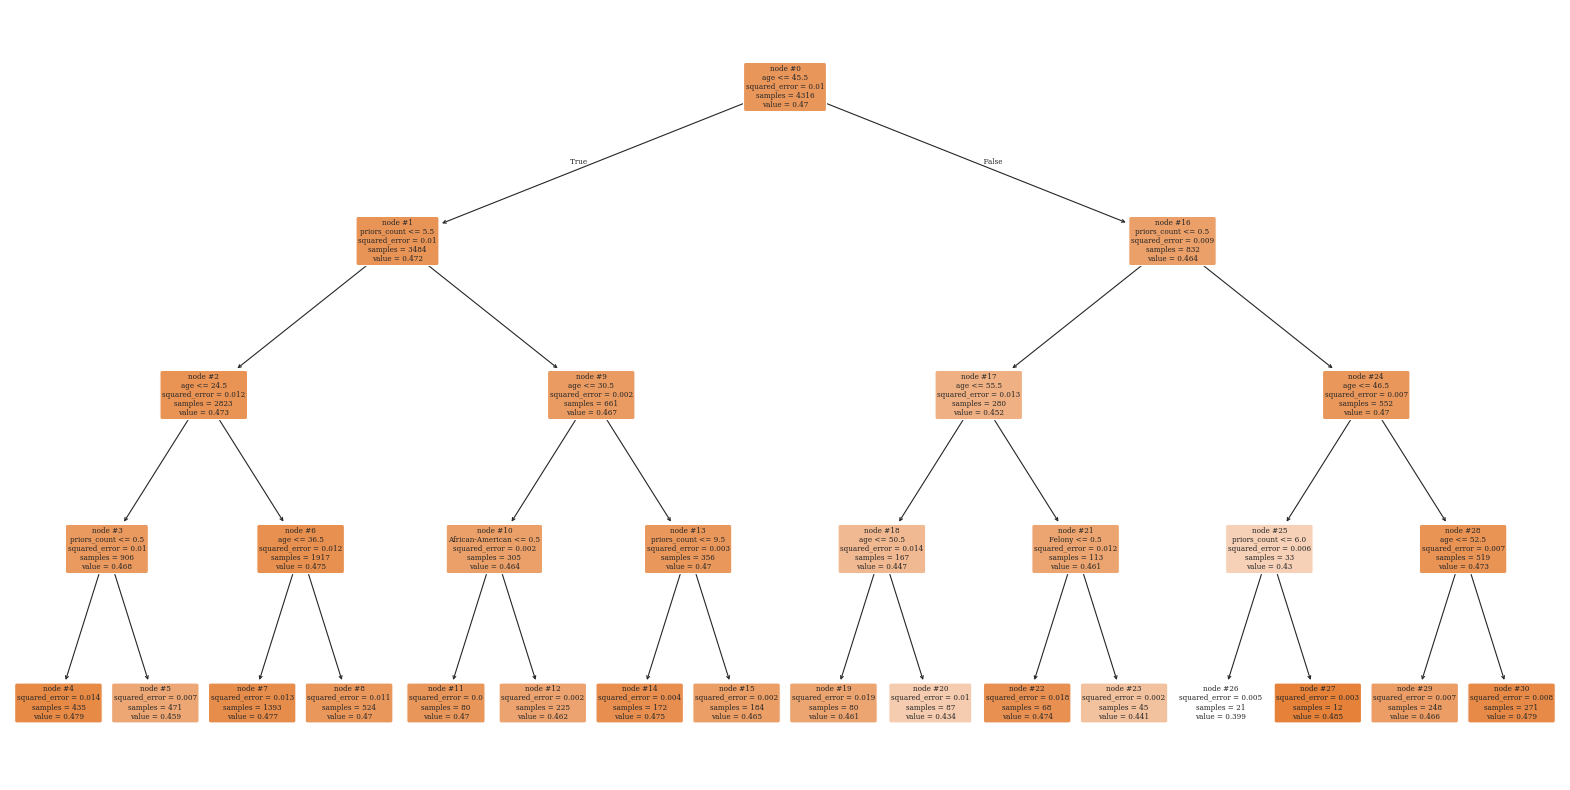 node #0
age <= 45.5
squared_error = 0.01
samples = 4316
value = 0.47
True
False
node #1
priors_count <= 5.5
squared_error = 0.01
samples = 3484
value = 0.472
node #16
priors_count <= 0.5
squared_error = 0.009
samples = 832
value = 0.464
node #2
age <= 24.5
squared_error = 0.012
samples = 2823
value = 0.473
node #9
age <= 30.5
squared_error = 0.002
samples = 661
value = 0.467
node #17
age <= 55.5
squared_error = 0.013
samples = 280
value = 0.452
node #24
age <= 46.5
squared_error = 0.007
samples = 552
value = 0.47
node #3
priors_count <= 0.5
squared_error = 0.01
samples = 906
value = 0.468
node #6
age <= 36.5
squared_error = 0.012
samples = 1917
value = 0.475
node #10
African-American <= 0.5
squared_error = 0.002
samples = 305
value = 0.464
node #13
priors_count <= 9.5
squared_error = 0.003
samples = 356
value = 0.47
node #18
age <= 50.5
squared_error = 0.014
samples = 167
value = 0.447
node #21
Felony <= 0.5
squared_error = 0.012
samples = 113
value = 0.461
node #25
priors_count <= 6.0
squared_error = 0.006
samples = 33
value = 0.43
node #28
age <= 52.5
squared_error = 0.007
samples = 519
value = 0.473
node #4
squared_error = 0.014
samples = 435
value = 0.479
node #5
squared_error = 0.007
samples = 471
value = 0.459
node #7
squared_error = 0.013
samples = 1393
value = 0.477
node #8
squared_error = 0.011
samples = 524
value = 0.47
node #11
squared_error = 0.0
samples = 80
value = 0.47
node #12
squared_error = 0.002
samples = 225
value = 0.462
node #14
squared_error = 0.004
samples = 172
value = 0.475
node #15
squared_error = 0.002
samples = 184
value = 0.465
node #19
squared_error = 0.019
samples = 80
value = 0.461
node #20
squared_error = 0.01
samples = 87
value = 0.434
node #22
squared_error = 0.018
samples = 68
value = 0.474
node #23
squared_error = 0.002
samples = 45
value = 0.441
node #26
squared_error = 0.005
samples = 21
value = 0.399
node #27
squared_error = 0.003
samples = 12
value = 0.485
node #29
squared_error = 0.007
samples = 248
value = 0.466
node #30
squared_error = 0.008
samples = 271
value = 0.479